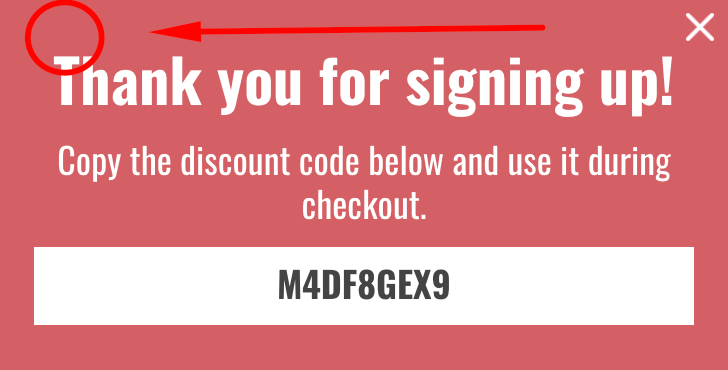 Thank you for signing up!
Copy the discount code below and use it during
checkout.
M4DF8GEX9